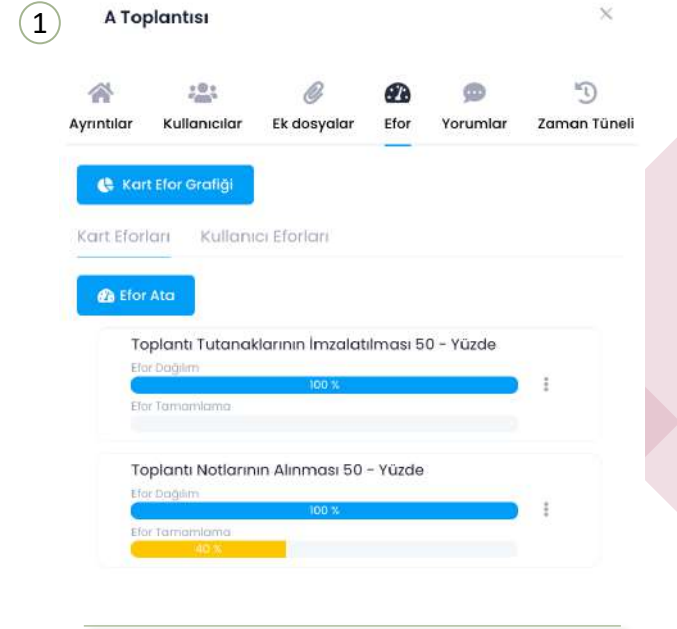 1
A Toplantısı
Ayrıntılar Kullanıcılar Ek dosyalar Efor Yorumlar Zaman Tüneli
Kart Efor Grafiği
Kart Eforları Kullanıcı Eforları
Efor Ata
Toplantı Tutanaklarının İmzalatılması 50 - Yüzde
Efor Dağılım
100 %
Efor Tamamlama
Toplantı Notlarının Alınması 50 - Yüzde
Efor Dağılım
100 %
Efor Tamamlama
40 %